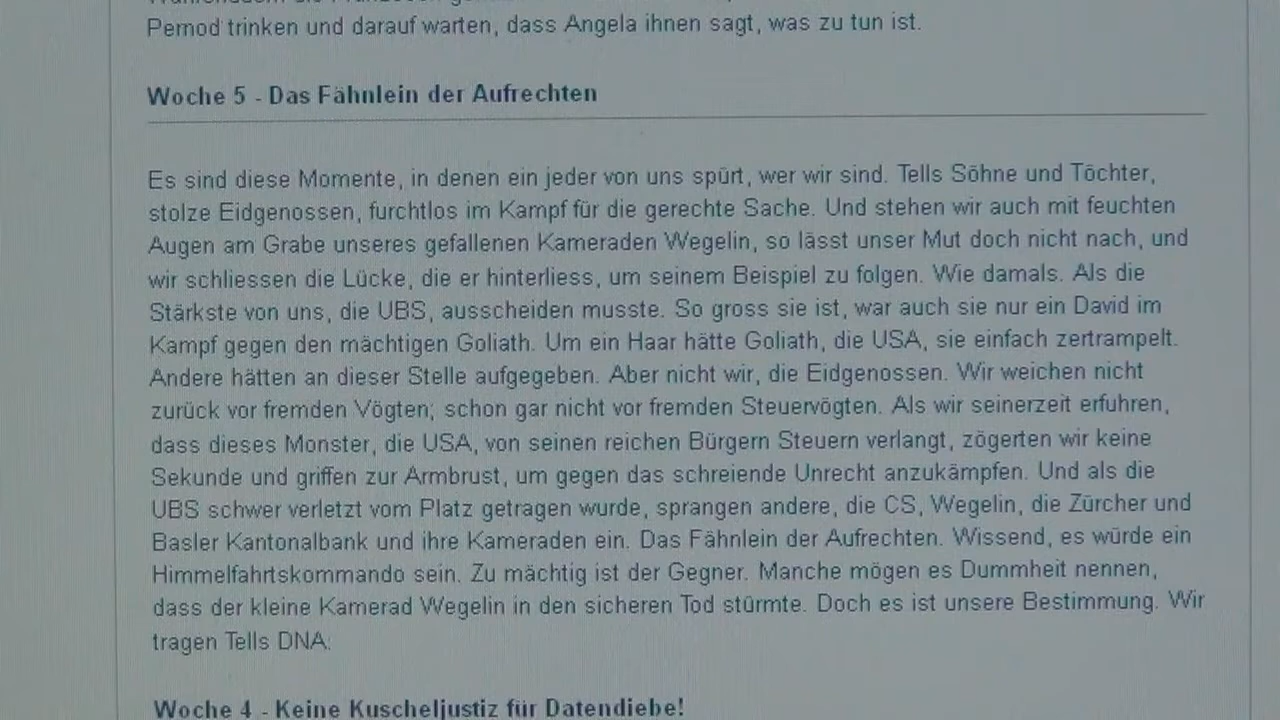 Pernod trinken und darauf warten, dass Angela ihnen sagt, was zu tun ist.
Woche 5 - Das Fähnlein der Aufrechten
Es sind diese Momente, in denen ein jeder von uns spürt, wer wir sind. Tells Söhne und Töchter,
stolze Eidgenossen, furchtlos im Kampf für die gerechte Sache. Und stehen wir auch mit feuchten
Augen am Grabe unseres gefallenen Kameraden Wegelin, so lässt unser Mut doch nicht nach, und
wir schliessen die Lücke, die er hinterliess, um seinem Beispiel zu folgen. Wie damals. Als die
Stärkste von uns, die UBS, ausscheiden musste. So gross sie ist, war auch sie nur ein David im
Kampf gegen den mächtigen Goliath. Um ein Haar hätte Goliath, die USA, sie einfach zertrampelt.
Andere hätten an dieser Stelle aufgegeben. Aber nicht wir, die Eidgenossen. Wir weichen nicht
zurück vor fremden Vögten; schon gar nicht vor fremden Steuervögten. Als wir seinerzeit erfuhren,
dass dieses Monster, die USA, von seinen reichen Bürgern Steuern verlangt, zögerten wir keine
Sekunde und griffen zur Armbrust, um gegen das schreiende Unrecht anzukämpfen. Und als die
UBS schwer verletzt vom Platz getragen wurde, sprangen andere, die CS, Wegelin, die Zürcher und
Basler Kantonalbank und ihre Kameraden ein. Das Fähnlein der Aufrechten. Wissend, es würde ein
Himmelfahrtskommando sein. Zu mächtig ist der Gegner. Manche mögen es Dummheit nennen,
dass der kleine Kamerad Wegelin in den sicheren Tod stürmte. Doch es ist unsere Bestimmung. Wir
tragen Tells DNA.
Woche 4 - Keine Kuscheljustiz für Datendiebe!